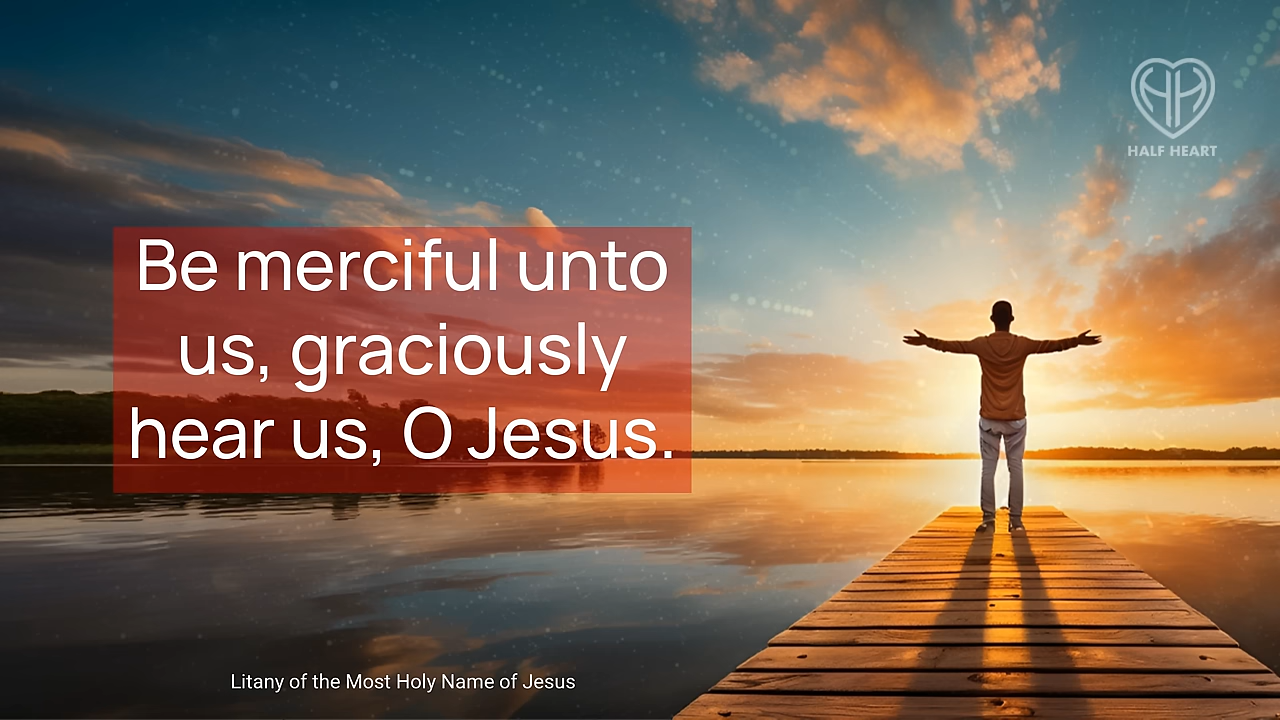 HALF HEART
Be merciful unto
us, graciously
hear us, O Jesus.
Litany of the Most Holy Name of Jesus